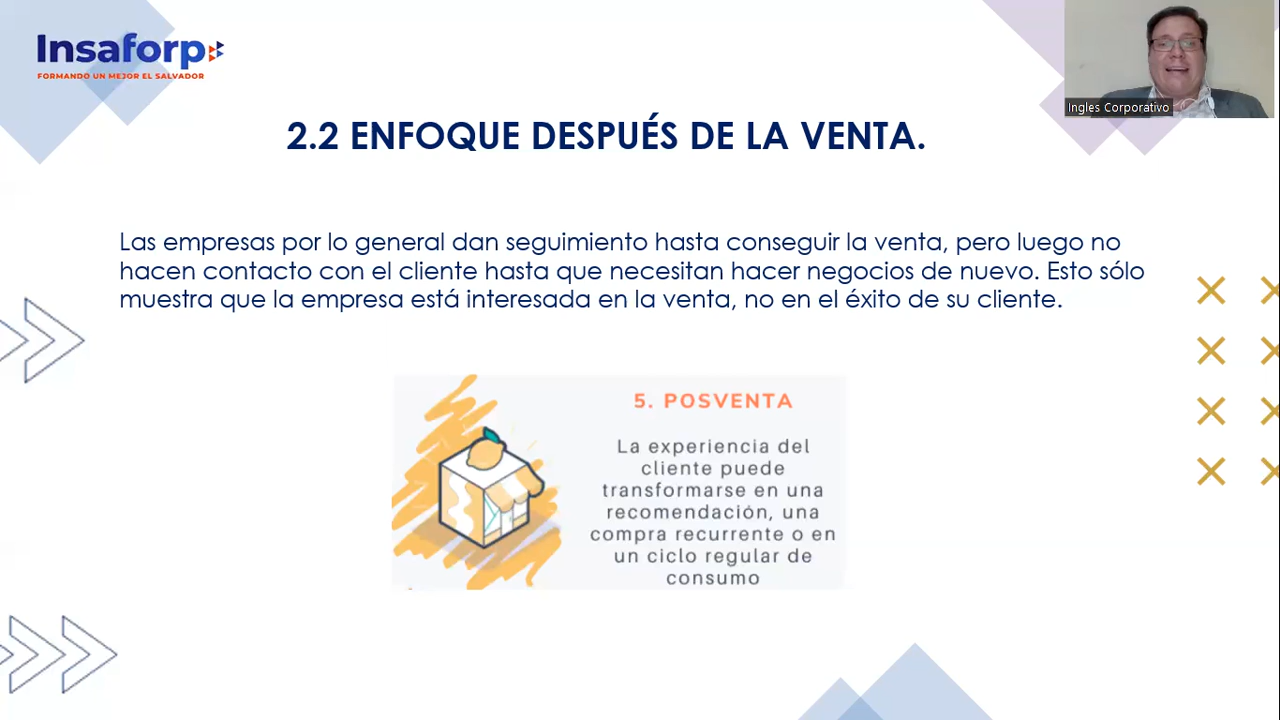 Insaforp
FORMANDO UN MEJOR EL SALVADOR
Ingles Corporativo
2.2 ENFOQUE DESPUÉS DE LA VENTA.
Las empresas por lo general dan seguimiento hasta conseguir la venta, pero luego no
hacen contacto con el cliente hasta que necesitan hacer negocios de nuevo. Esto sólo
muestra que la empresa está interesada en la venta, no en el éxito de su cliente.
5. POSVENTA
La experiencia del
cliente puede
transformarse en una
recomendación, una
compra recurrente o en
un ciclo regular de
consumo